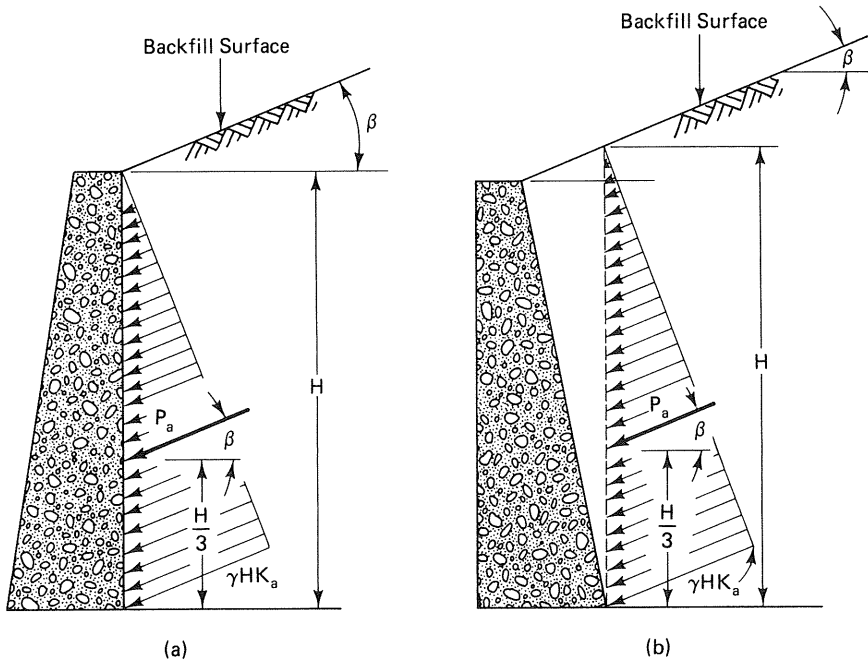 Backfill Surface
β
H
Pₐ
β
H
3
γHKₐ
(a)
Backfill Surface
β
H
Pₐ
β
H
3
γHKₐ
(b)